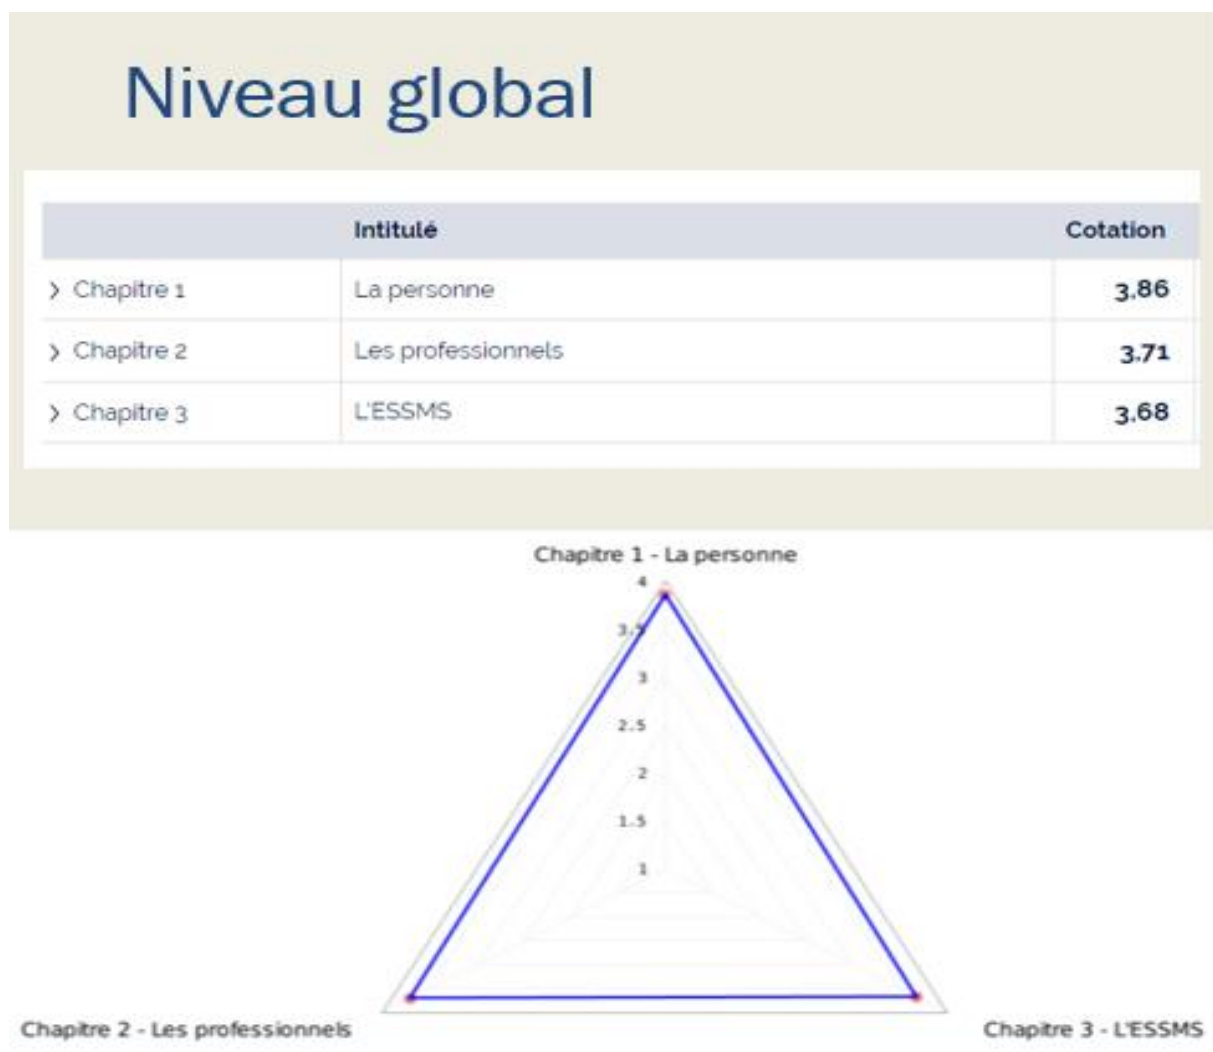 Niveau global
Intitulé Cotation
> Chapitre 1 La personne 3,86
> Chapitre 2 Les professionnels 3,71
> Chapitre 3 L'ESSMS 3,68
Chapitre 1 - La personne
4
3.5
3
2.5
2
1.5
1
Chapitre 2 - Les professionnels Chapitre 3 - L'ESSMS